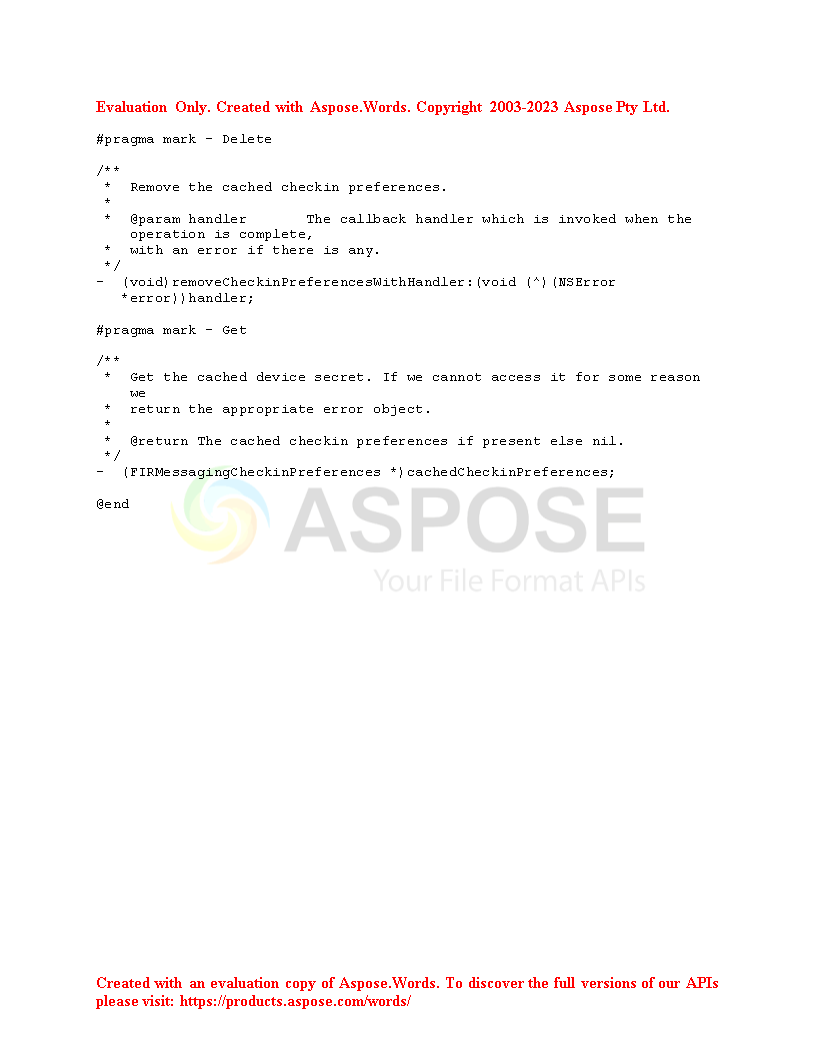 Evaluation Only. Created with Aspose.Words. Copyright 2003-2023 Aspose Pty Ltd.
#pragma mark - Delete
/**
 *  Remove the cached checkin preferences.
 *
 *  @param handler       The callback handler which is invoked when the
    operation is complete,
 *  with an error if there is any.
 */
-  (void)removeCheckinPreferencesWithHandler:(void (^)(NSError
   *error))handler;
#pragma mark - Get
/**
 *  Get the cached device secret. If we cannot access it for some reason
    we
 *  return the appropriate error object.
 *
 *  @return The cached checkin preferences if present else nil.
 */
-  (FIRMessagingCheckinPreferences *)cachedCheckinPreferences;
@end
ASPOSE
Your File Format APIs
Created with an evaluation copy of Aspose.Words. To discover the full versions of our APIs
please visit: https://products.aspose.com/words/